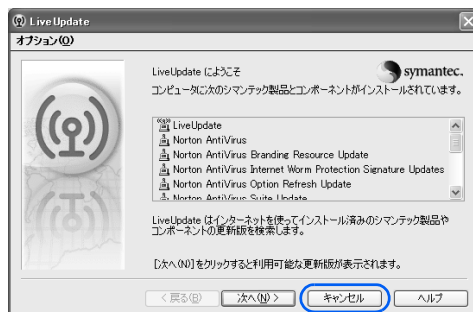 LiveUpdate
オプション(O)
LiveUpdate にようこそ
symantec.
コンピュータに次のシマンテック製品とコンポーネントがインストールされています。
LiveUpdate
Norton AntiVirus
Norton AntiVirus Branding Resource Update
Norton AntiVirus Internet Worm Protection Signature Updates
Norton AntiVirus Option Refresh Update
Norton AntiVirus Suite Update
LiveUpdate はインターネットを使ってインストール済みのシマンテック製品や
コンポーネントの更新版を検索します。
[次へ(N)]をクリックすると利用可能な更新版が表示されます。
< 戻る(B) 次へ(N) > キャンセル ヘルプ